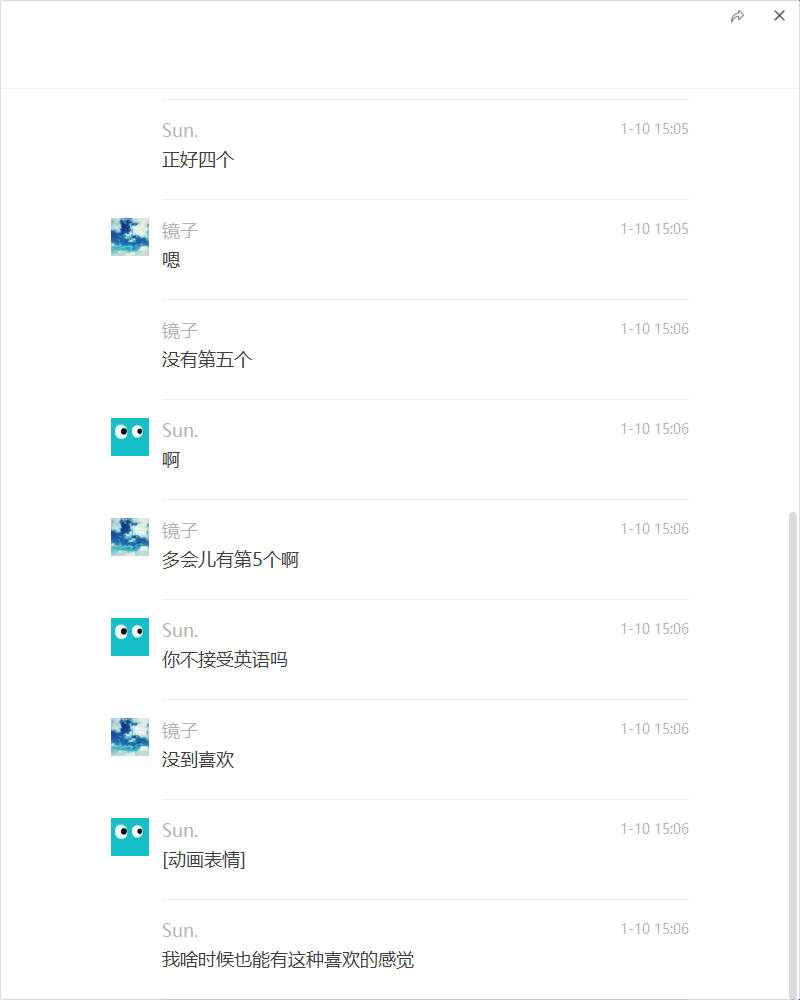 Sun. 1-10 15:05
正好四个
镜子 1-10 15:05
嗯
镜子 1-10 15:06
没有第五个
Sun. 1-10 15:06
啊
镜子 1-10 15:06
多会儿有第5个啊
Sun. 1-10 15:06
你不接受英语吗
镜子 1-10 15:06
没到喜欢
Sun. 1-10 15:06
[动画表情]
Sun. 1-10 15:06
我啥时候也能有这种喜欢的感觉